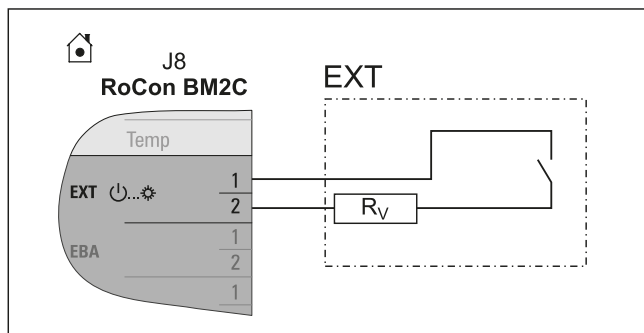 J8
RoCon BM2C
EXT
Temp
EXT ...
1
2
RV
EBA
1
2
1